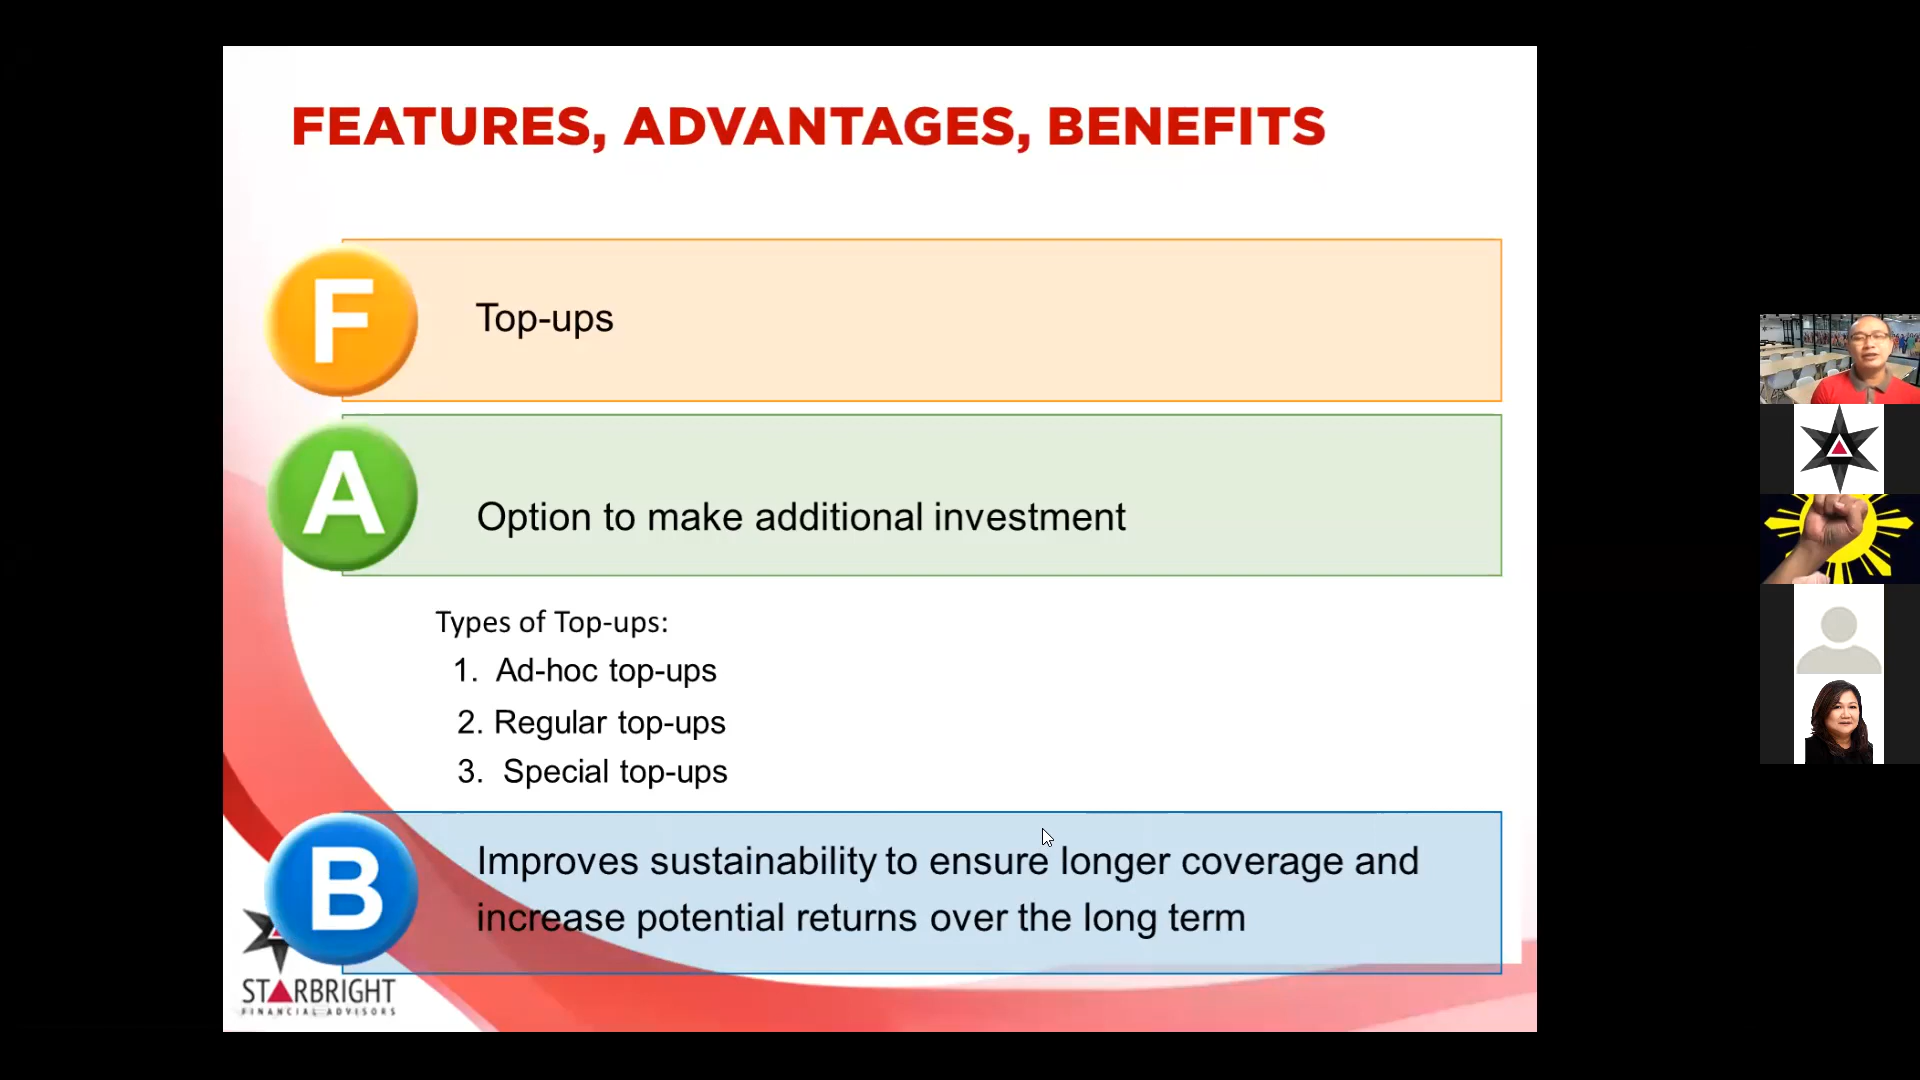 FEATURES, ADVANTAGES, BENEFITS
F
Top-ups
A
Option to make additional investment
Types of Top-ups:
1. Ad-hoc top-ups
2. Regular top-ups
3. Special top-ups
B
Improves sustainability to ensure longer coverage and
increase potential returns over the long term
STARBRIGHT
FINANCIAL ADVISORS